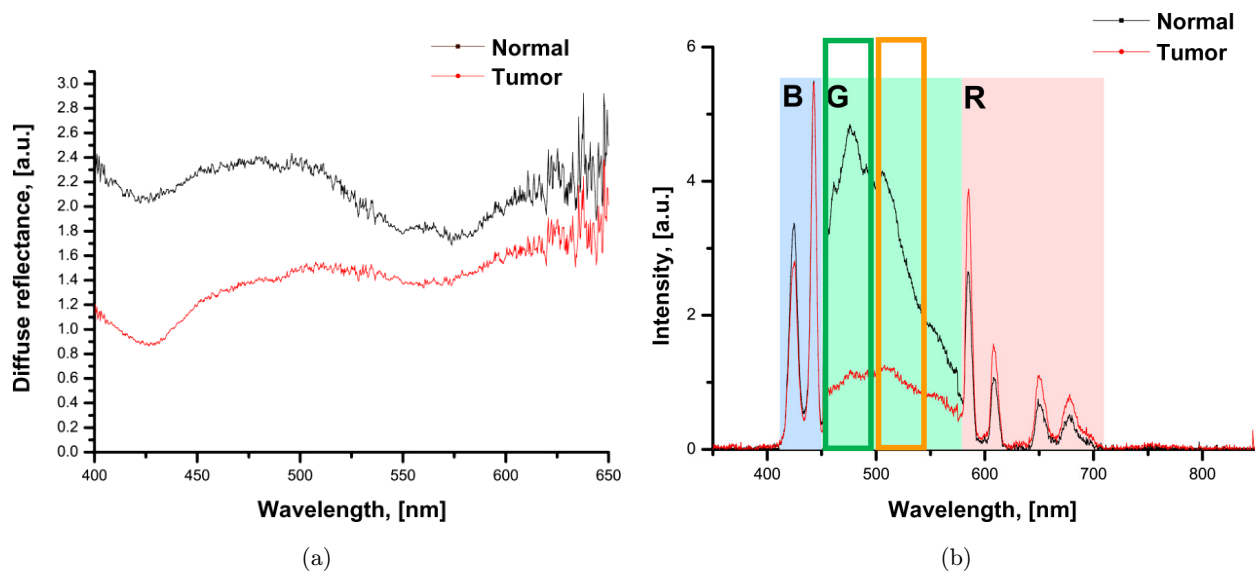 Normal
Tumor
3.0
2.8
2.6
2.4
2.2
2.0
1.8
1.6
1.4
1.2
1.0
0.8
0.6
0.4
0.2
0.0
Diffuse reflectance, [a.u.]
400 450 500 550 600 650
Wavelength, [nm]
(a)
Normal
Tumor
6
4
2
0
Intensity, [a.u.]
B G R
400 500 600 700 800
Wavelength, [nm]
(b)